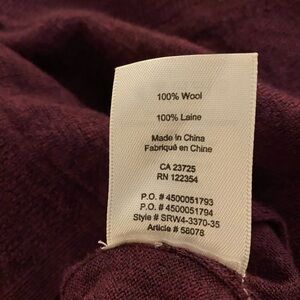 100% Wool
100% Laine
Made in China
Fabriqué en Chine
CA 23725
RN 122354
P.O. # 4500051793
P.O. # 4500051794
Style # SRW4-3370-35
Article # 58078